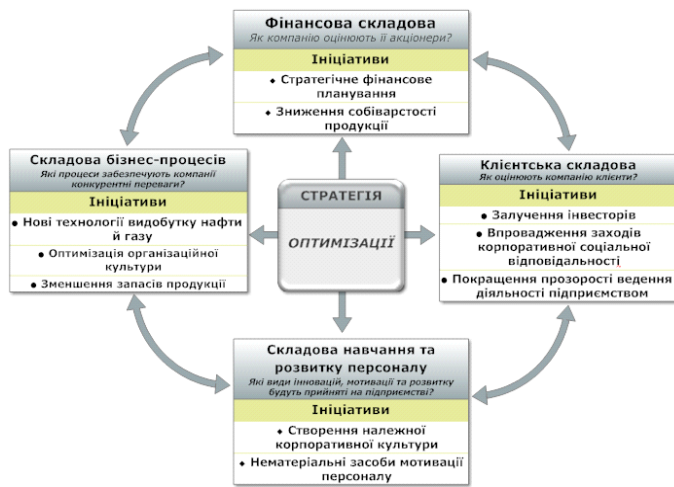 Фінансова складова
Як компанію оцінюють її акціонери?
Ініціативи
⬥ Стратегічне фінансове
планування
⬥ Зниження собіварстості
продукції
Складова бізнес-процесів
Які процеси забезпечують компанії
конкурентні переваги?
Ініціативи
● Нові технології видобутку нафти
й газу
● Оптимізація організаційної
культури
● Зменшення запасів продукції
СТРАТЕГІЯ
ОПТИМІЗАЦІЇ
Клієнтська складова
Як оцінюють компанію клієнти?
Ініціативи
● Залучення інвесторів
● Впровадження заходів
корпоративної соціальної
відповідальності
● Покращення прозорості ведення
діяльності підприємством
Складова навчання та
розвитку персоналу
Які види інновацій, мотивації та розвитку
будуть прийняті на підприємстві?
Ініціативи
⬥ Створення належної
корпоративної культури
⬥ Нематеріальні засоби мотивації
персоналу